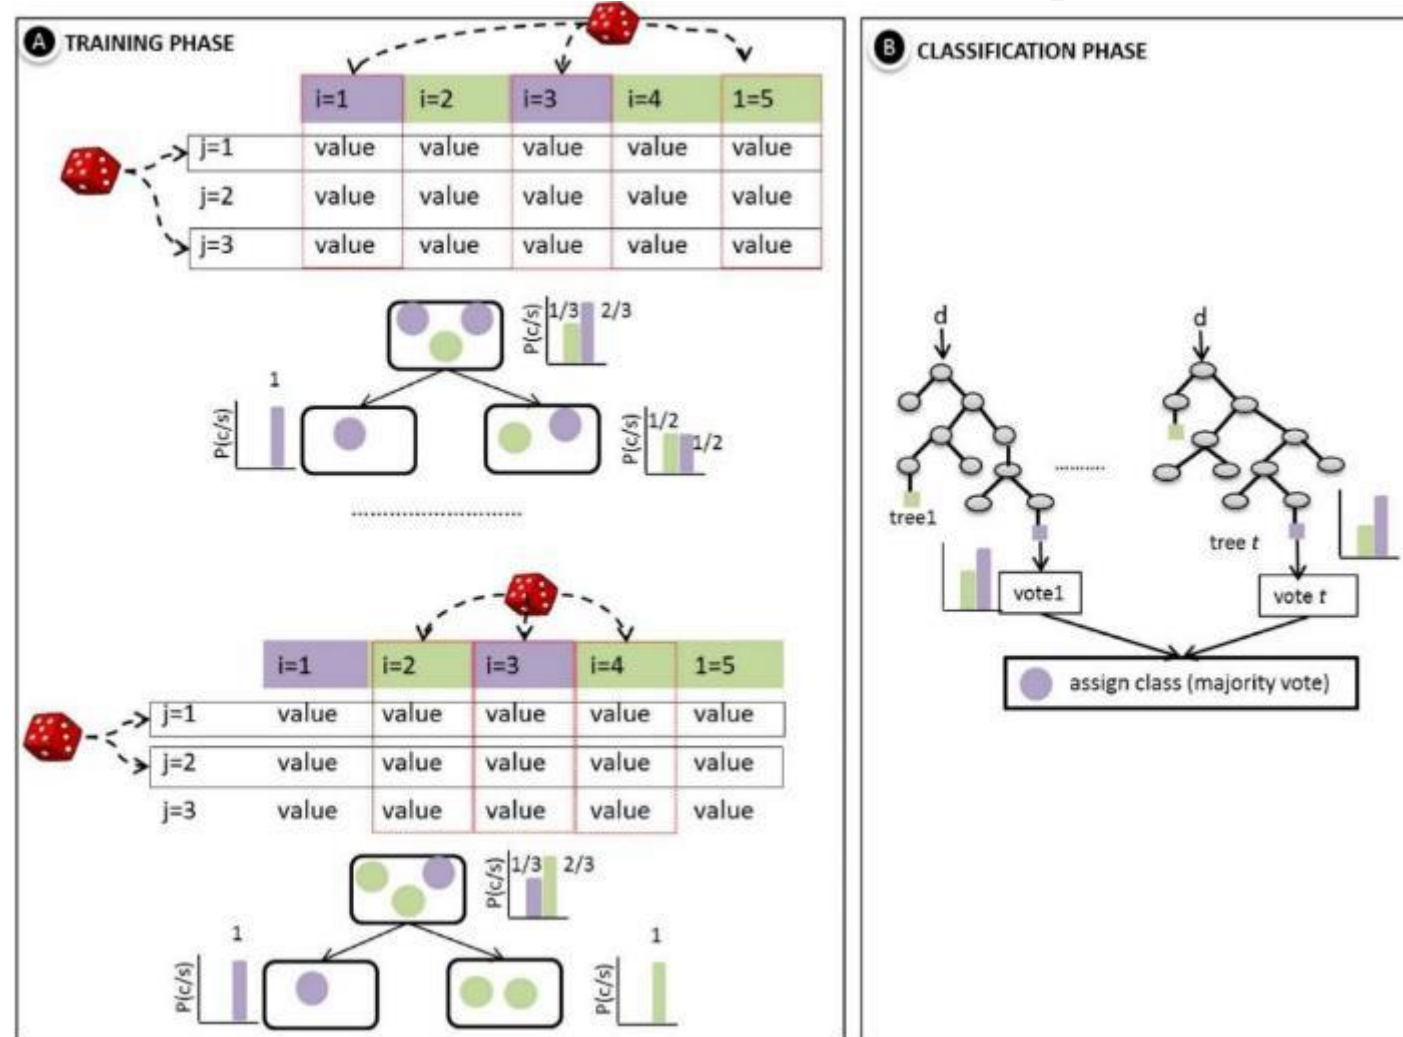 A TRAINING PHASE
i=1 i=2 i=3 i=4 1=5
j=1 value value value value value
j=2 value value value value value
j=3 value value value value value
P(c/s) 1/3 2/3
1
P(c/s)
P(c/s) 1/2 1/2
..............................
i=1 i=2 i=3 i=4 1=5
j=1 value value value value value
j=2 value value value value value
j=3 value value value value value
P(c/s) 1/3 2/3
1
P(c/s)
1
P(c/s)
B CLASSIFICATION PHASE
d d
..........
tree1
tree t
vote1 vote t
assign class (majority vote)